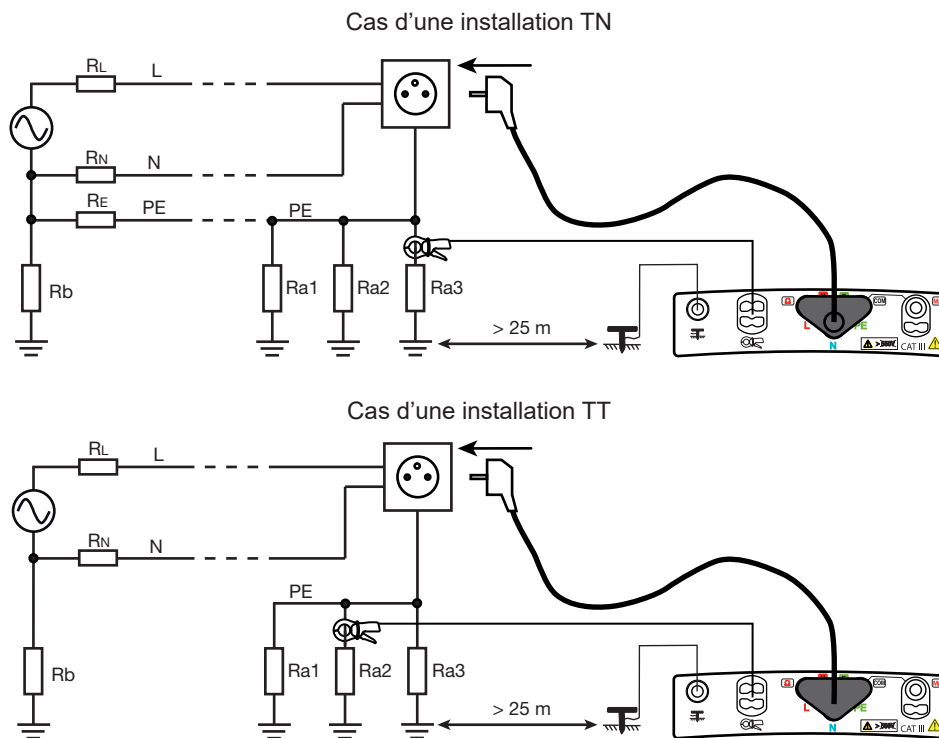 Cas d'une installation TN
RL
L
RN
N
RE
PE
PE
Rb
Ra1
Ra2
Ra3
> 25 m
COM
L
PE
N
CAT III
Cas d'une installation TT
RL
L
RN
N
PE
Rb
Ra1
Ra2
Ra3
> 25 m
COM
L
PE
N
CAT III